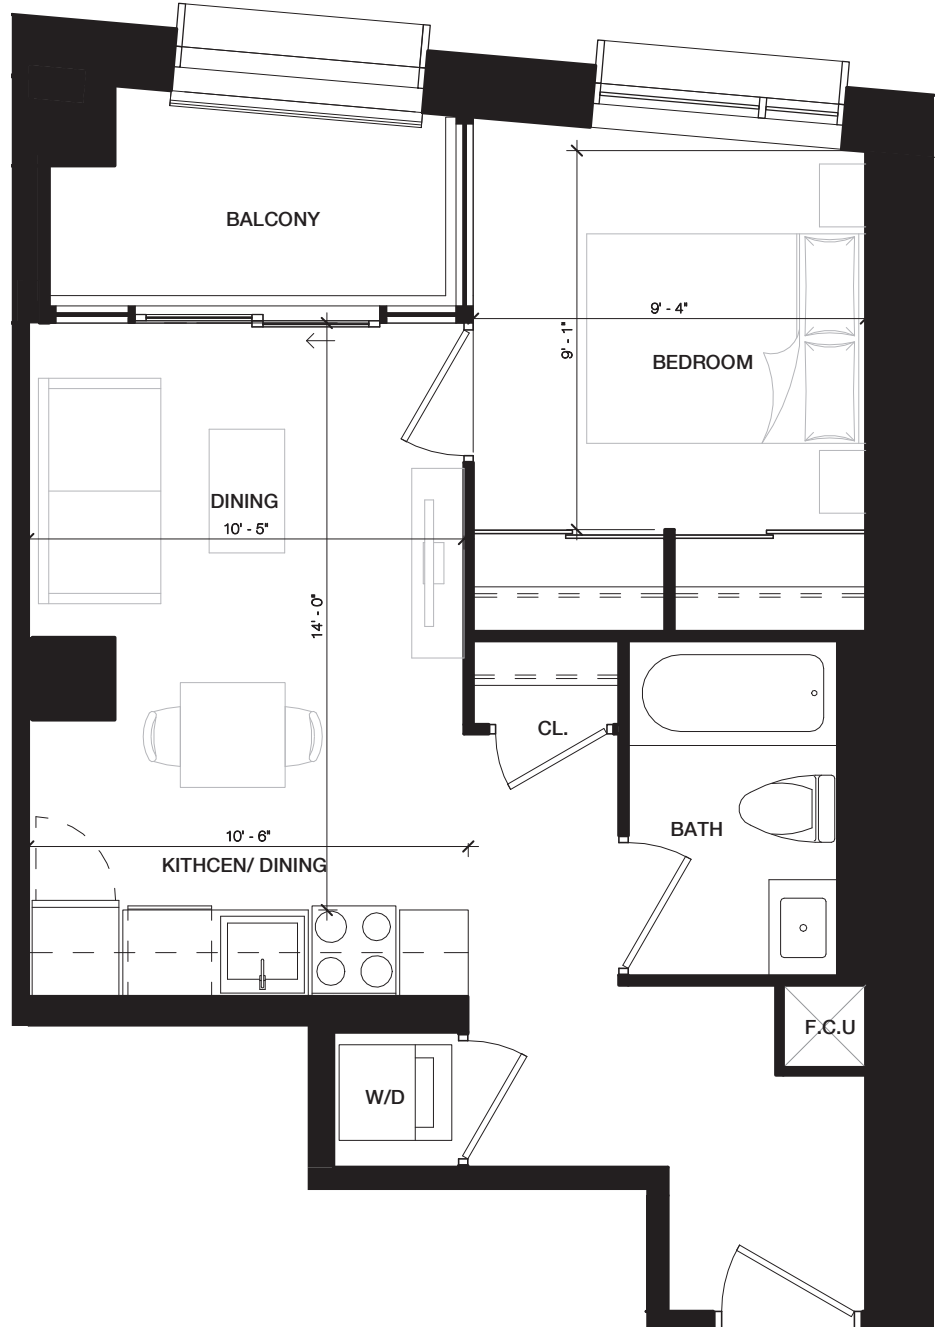 BALCONY
9' - 4"
9' - 1"
BEDROOM
DINING
10' - 5"
14' - 0"
CL.
BATH
10' - 6"
KITHCEN/ DINING
F.C.U
W/D